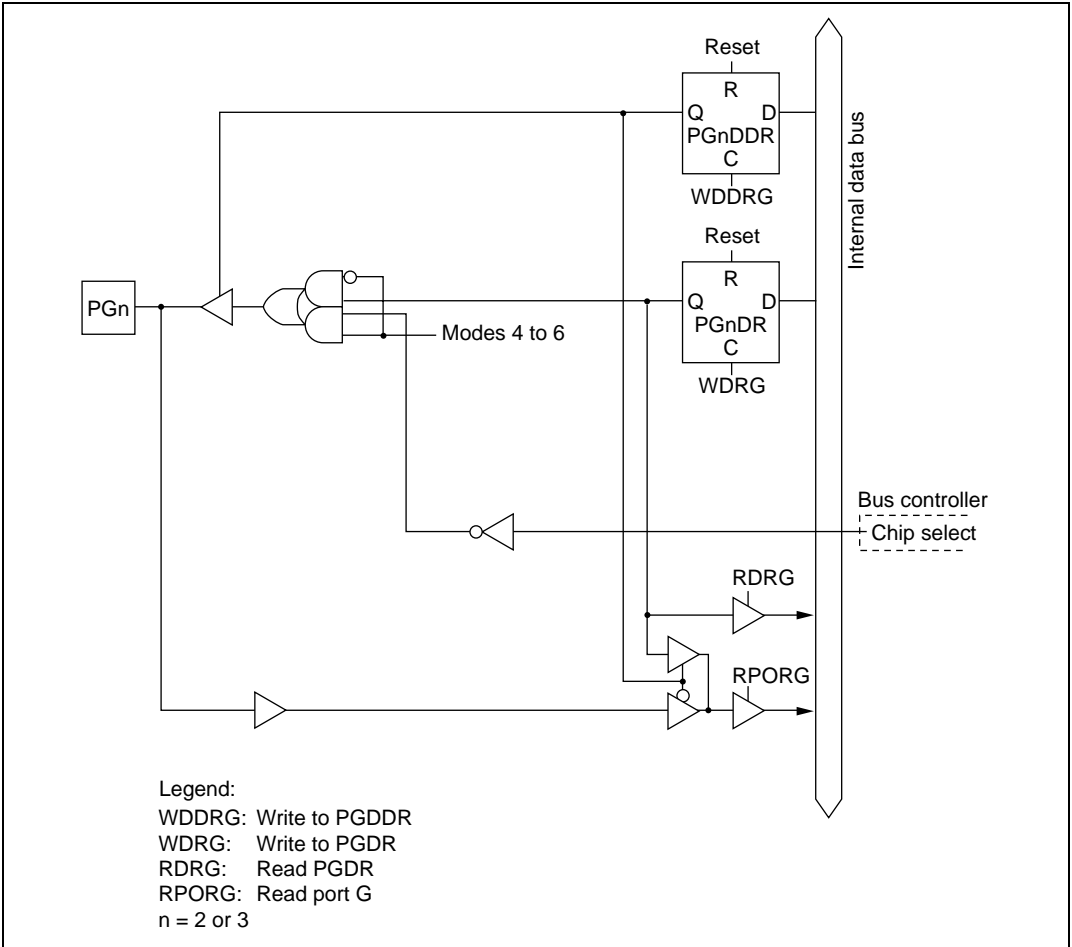 Reset
R
Q D
PGnDDR
C
WDDRG
Internal data bus
Reset
R
Q D
PGnDR
C
WDRG
PGn
Modes 4 to 6
Bus controller
Chip select
RDRG
RPORG
Legend:
WDDRG: Write to PGDDR
WDRG: Write to PGDR
RDRG: Read PGDR
RPORG: Read port G
n = 2 or 3